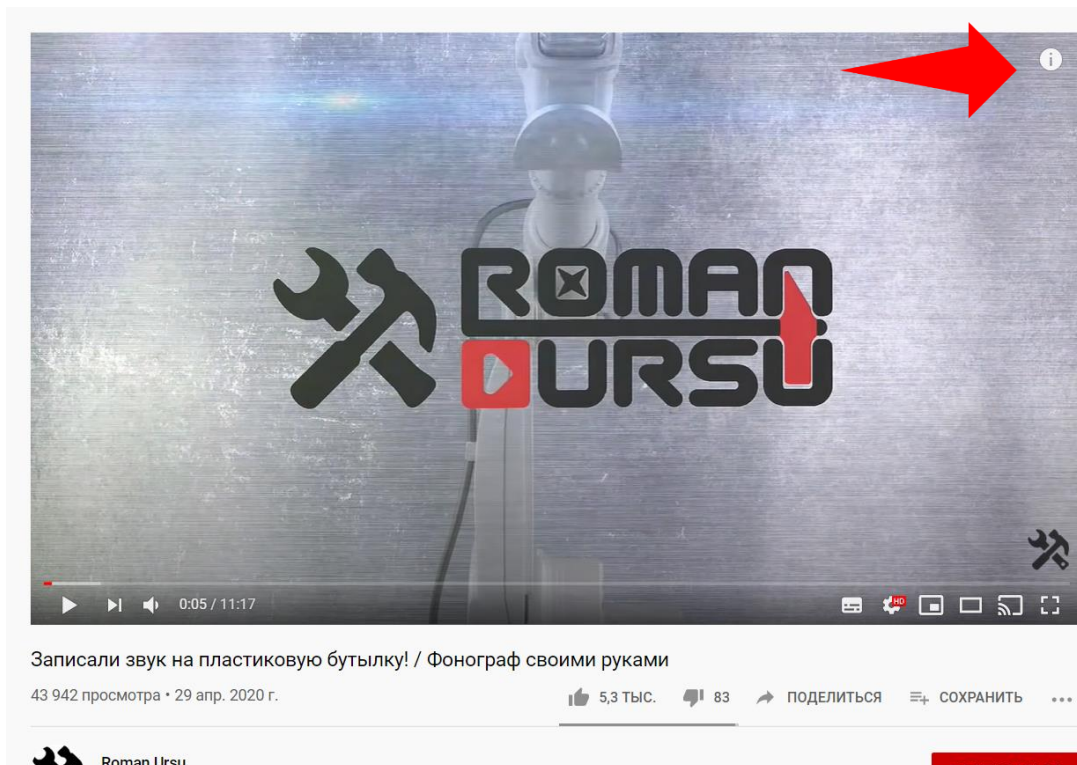 i
ROMAN
URSU
0:05 / 11:17
HD
Записали звук на пластиковую бутылку! / Фонограф своими руками
43 942 просмотра • 29 апр. 2020 г.
5,3 ТЫС.
83
ПОДЕЛИТЬСЯ
СОХРАНИТЬ
Roman Ursu